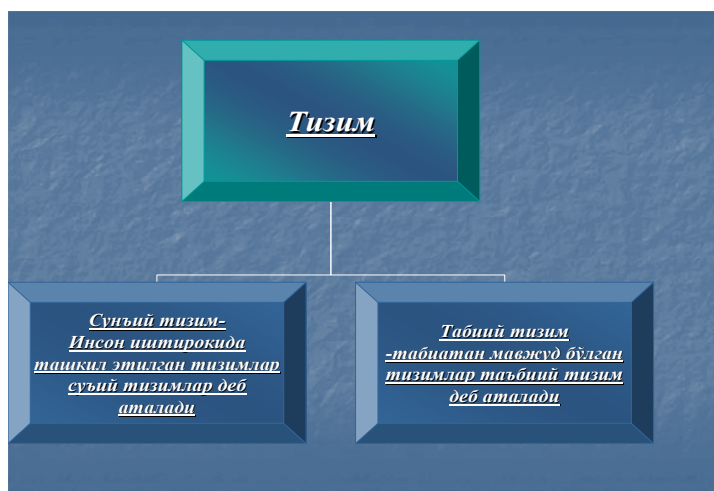 Тизим
Сунъий тизим-
Инсон иштирокида
ташкил этилган тизимлар
суъий тизимлар деб
аталади
Табиий тизим
-табиатан мавжуд бўлган
тизимлар таъбиий тизим
деб аталади